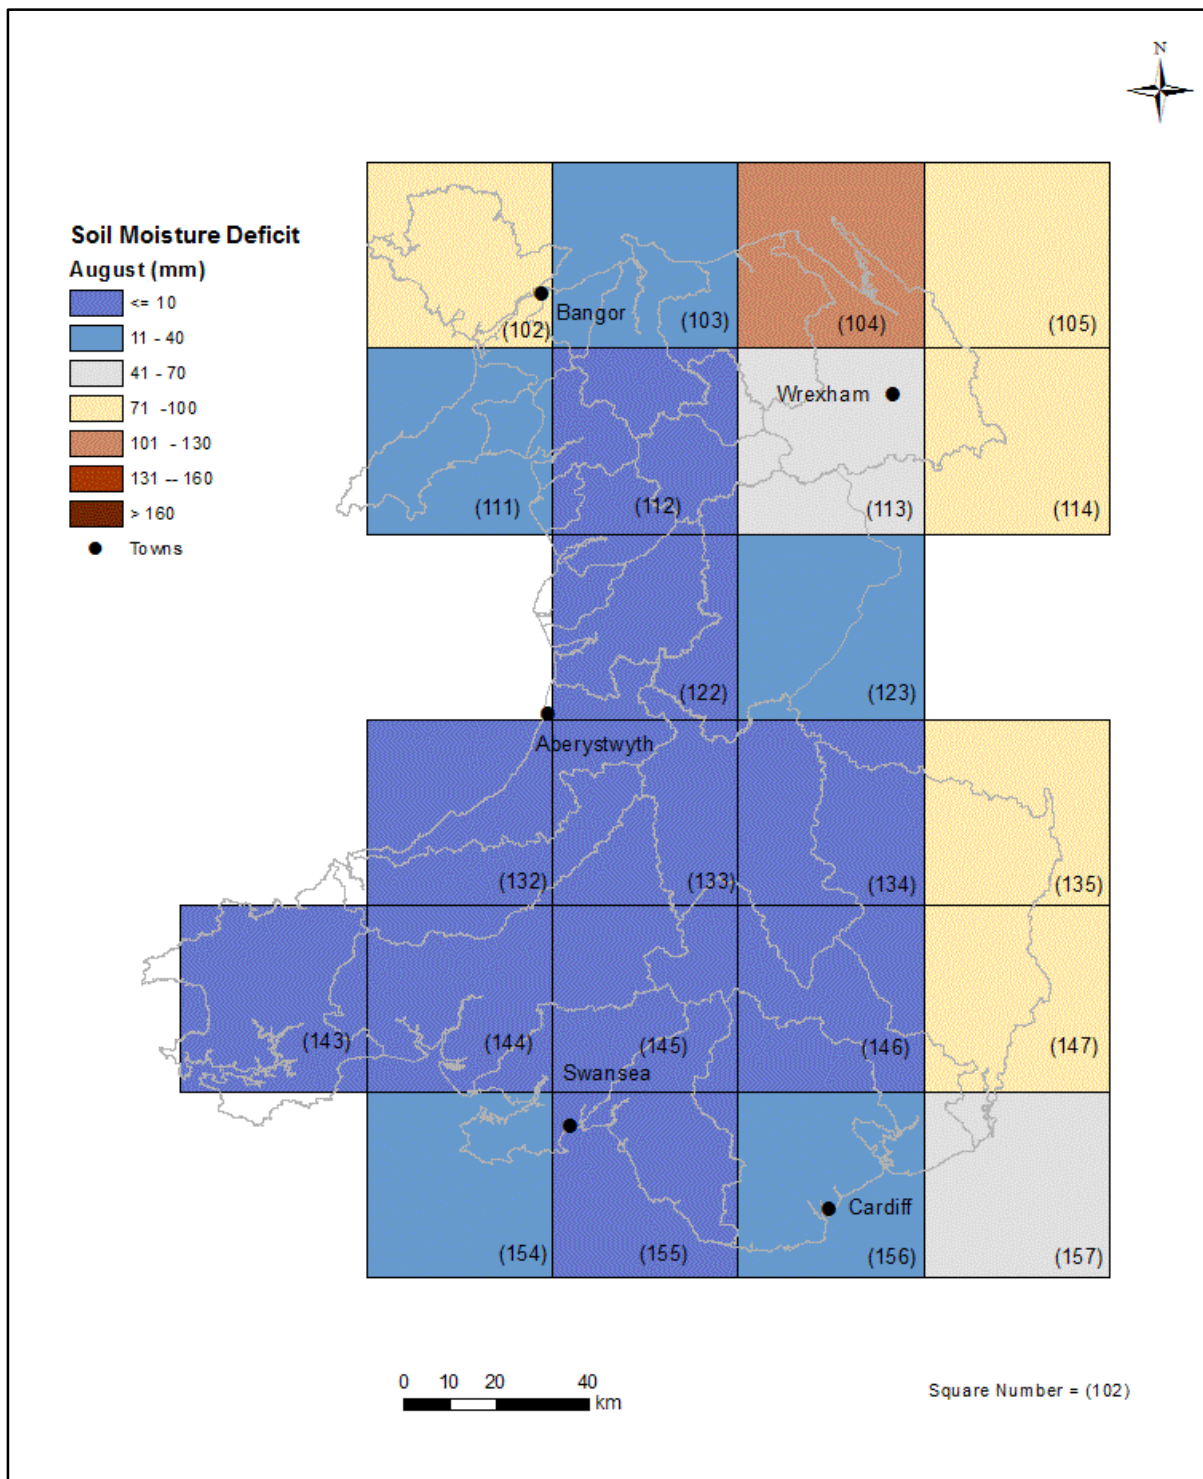 N
Soil Moisture Deficit
August (mm)
<= 10
11 - 40
41 - 70
71 -100
101 - 130
131 -- 160
> 160
Towns
Bangor
(102)
(103)
(104)
(105)
Wrexham
(111)
(112)
(113)
(114)
(122)
(123)
Aberystwyth
(132)
(133)
(134)
(135)
(143)
(144)
(145)
(146)
(147)
Swansea
Cardiff
(154)
(155)
(156)
(157)
0 10 20 40
km
Square Number = (102)